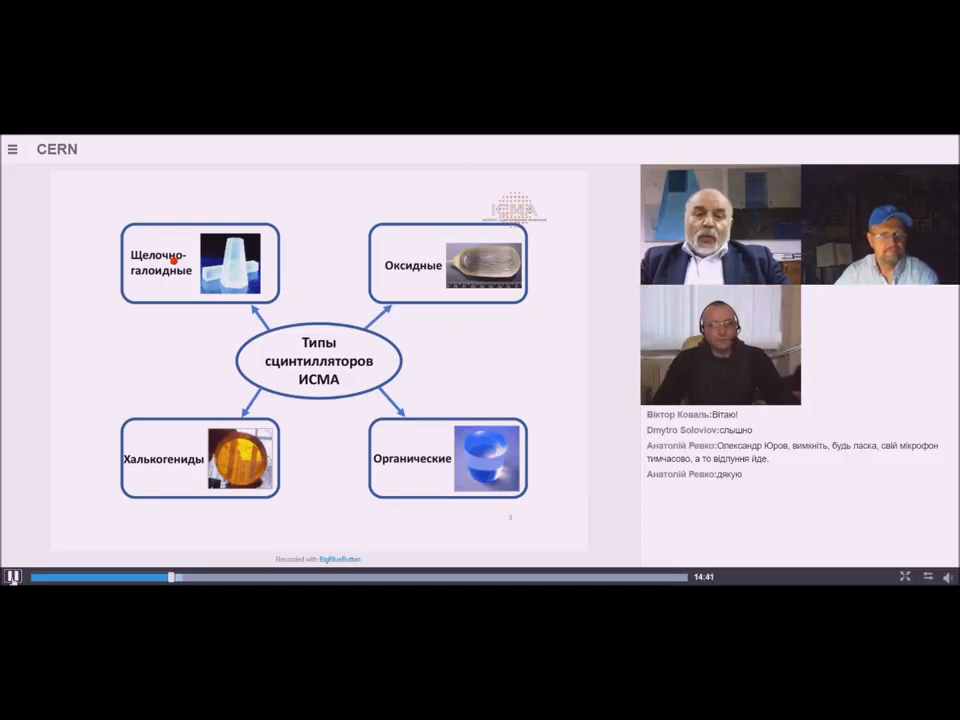 CERN
ІСМА
Щелочно-
галоидные
Оксидные
Типы
сцинтилляторов
ИСМА
Халькогениды
Органические
3
Recorded with BigBlueButton
Віктор Коваль:Вітаю!
Dmytro Soloviov:слышно
Анатолій Ревко:Олександр Юров, вимкніть, будь ласка, свій мікрофон
тимчасово, а то відлуння йде.
Анатолій Ревко:дякую
14:41